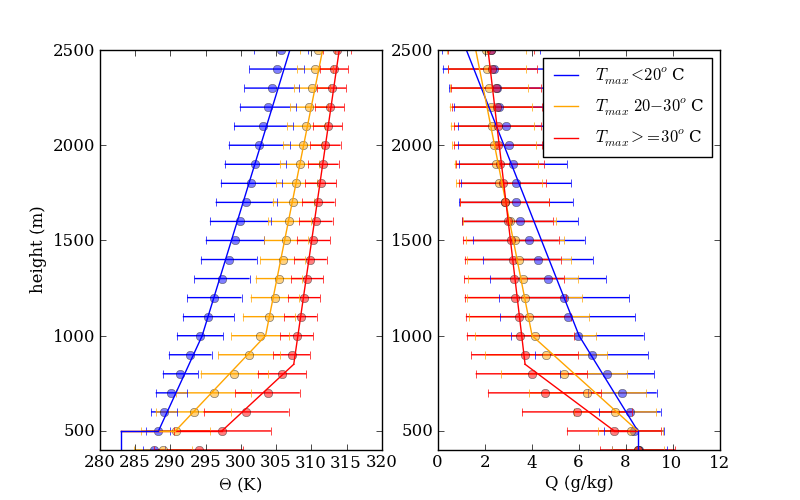 2500 2500
T_max <20° C
T_max 20−30° C
T_max >=30° C
2000 2000
height (m)
1500 1500
1000 1000
500 500
280 285 290 295 300 305 310 315 320 0 2 4 6 8 10 12
Θ (K) Q (g/kg)